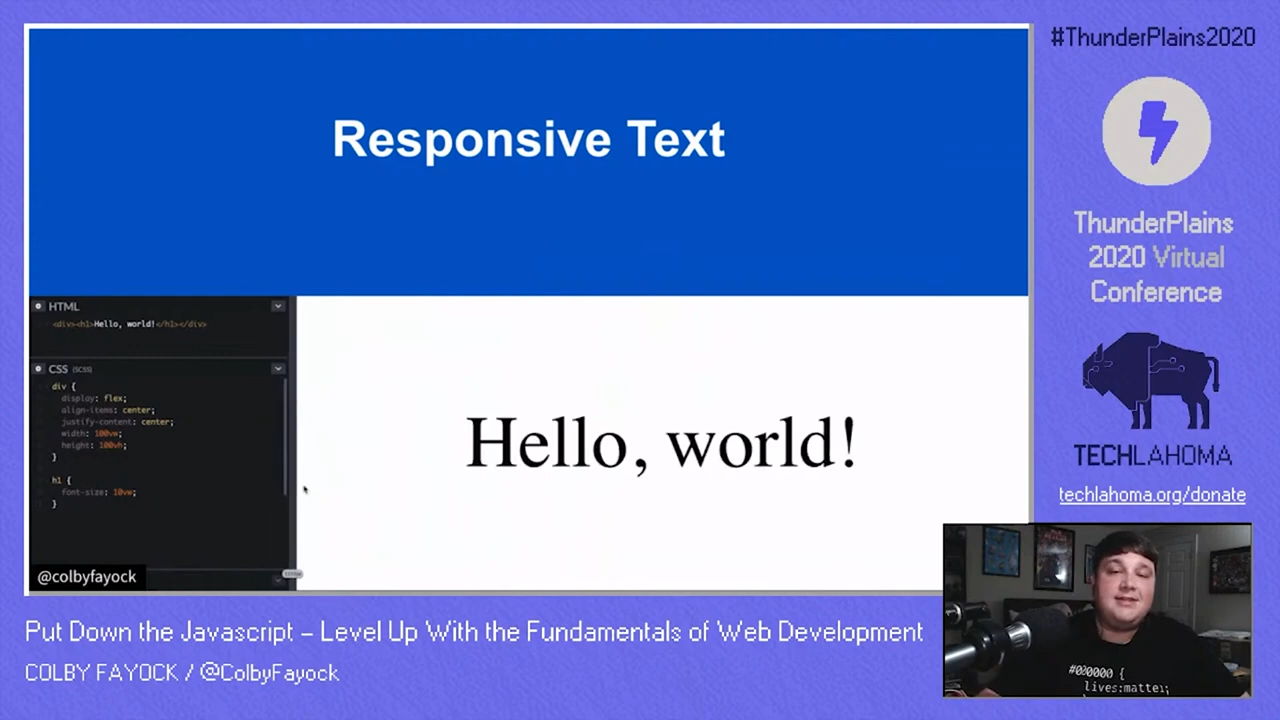 #ThunderPlains2020
Responsive Text
ThunderPlains
2020 Virtual
Conference
HTML
<div><h1>Hello, world!</h1></div>
CSS (SCSS)
div {
display: flex;
align-items: center;
justify-content: center;
width: 100vw;
height: 100vh;
}
h1 {
font-size: 10vw;
}
Hello, world!
TECHLAHOMA
techlahoma.org/donate
@colbyfayock
Put Down the Javascript – Level Up With the Fundamentals of Web Development
COLBY FAYOCK / @ColbyFayock
#000000 {
lives:matter;